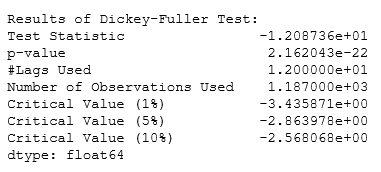 Results of Dickey-Fuller Test:
Test Statistic -1.208736e+01
p-value 2.162043e-22
#Lags Used 1.200000e+01
Number of Observations Used 1.187000e+03
Critical Value (1%) -3.435871e+00
Critical Value (5%) -2.863978e+00
Critical Value (10%) -2.568068e+00
dtype: float64